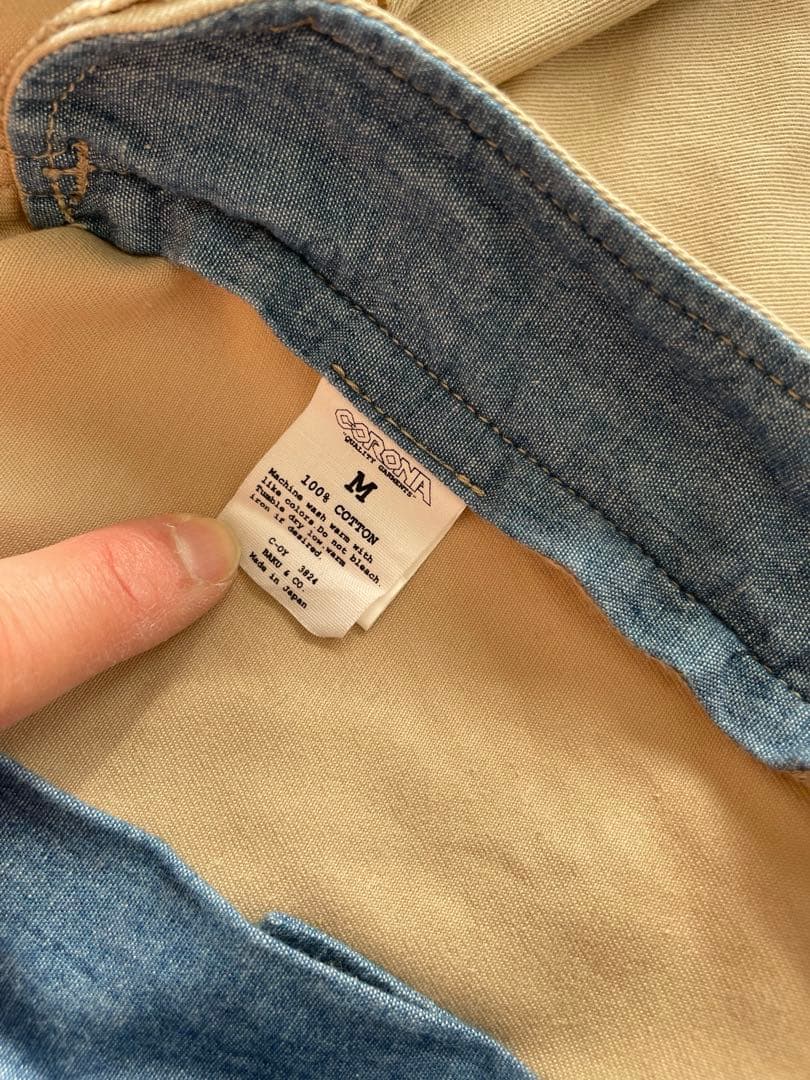 CORONA
"QUALITY GARMENTS"
M
100% COTTON
Machine wash warm with
like colors.Do not bleach.
Tumble dry low.warm
iron if desired.
C-OY 3824
BAKU & CO.
Made in Japan